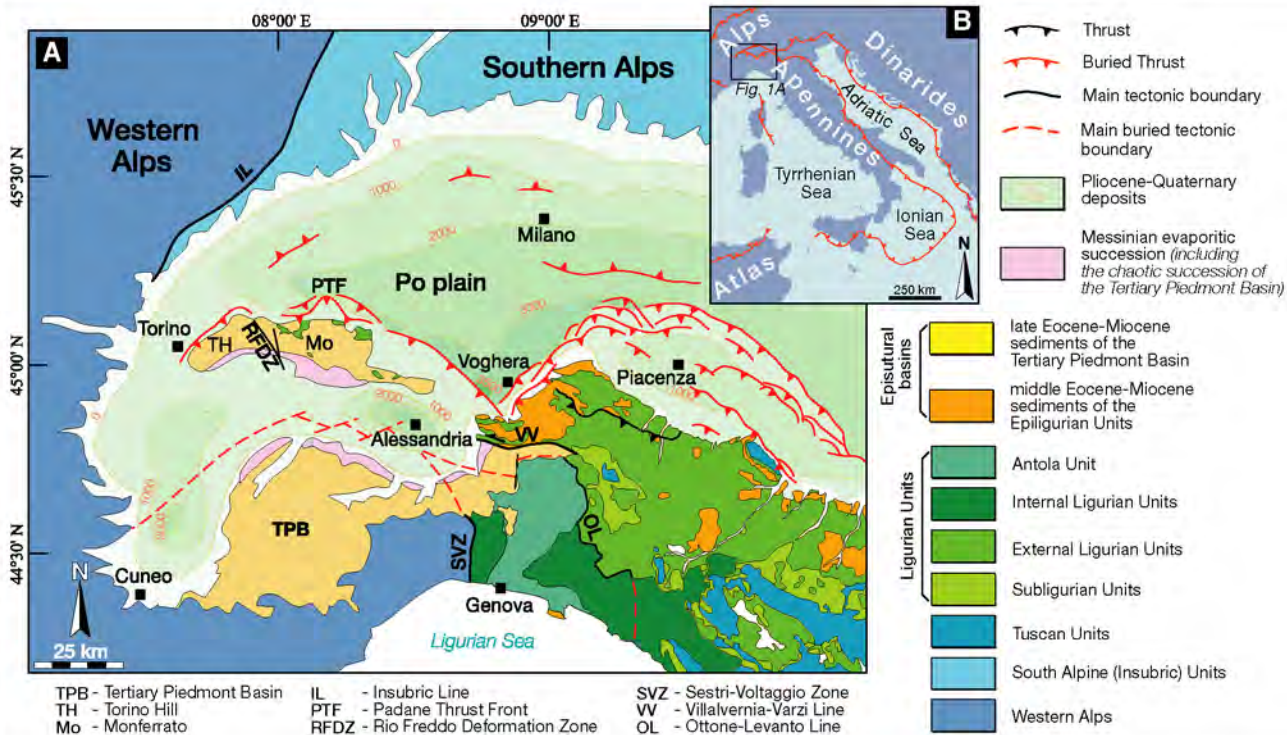 08°00' E
09°00' E
45°30' N
45°00' N
44°30' N
A
Southern Alps
Western
Alps
IL
0
1000
2000
Milano
Po plain
PTF
Torino
TH
RFDZ
Mo
Voghera
Piacenza
1000
0
2000
1000
Alessandria
VV
TPB
SVZ
OL
N
Cuneo
Genova
Ligurian Sea
25 km
B
Alps
Dinarides
Fig. 1A
Apennines
Adriatic Sea
Tyrrhenian
Sea
Ionian
Sea
Atlas
N
250 km
Thrust
Buried Thrust
Main tectonic boundary
Main buried tectonic
boundary
Pliocene-Quaternary
deposits
Messinian evaporitic
succession (including
the chaotic succession of
the Tertiary Piedmont Basin)
Episutural
basins
late Eocene-Miocene
sediments of the
Tertiary Piedmont Basin
middle Eocene-Miocene
sediments of the
Epiligurian Units
Ligurian Units
Antola Unit
Internal Ligurian Units
External Ligurian Units
Subligurian Units
Tuscan Units
South Alpine (Insubric) Units
Western Alps
TPB - Tertiary Piedmont Basin
TH - Torino Hill
Mo - Monferrato
IL - Insubric Line
PTF - Padane Thrust Front
RFDZ - Rio Freddo Deformation Zone
SVZ - Sestri-Voltaggio Zone
VV - Villalvernia-Varzi Line
OL - Ottone-Levanto Line